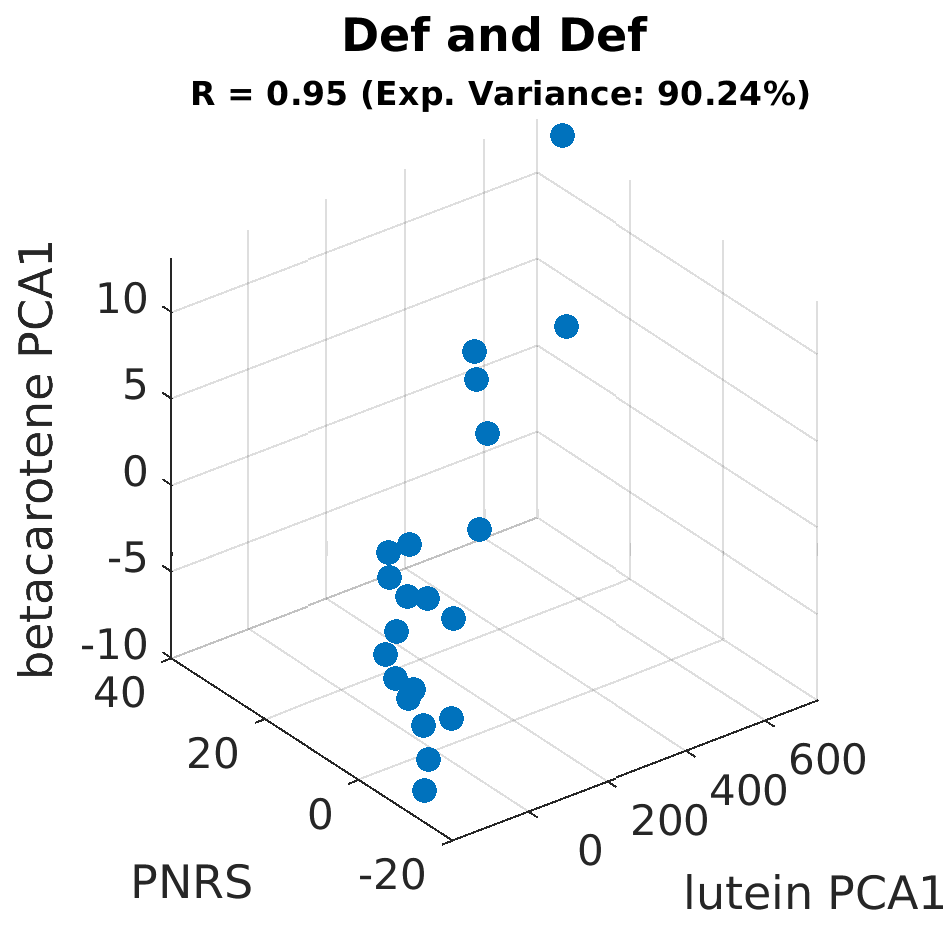 Def and Def
R = 0.95 (Exp. Variance: 90.24%)
betacarotene PCA1
10
5
0
-5
-10
40
20
0
-20
PNRS
0
200
400
600
lutein PCA1